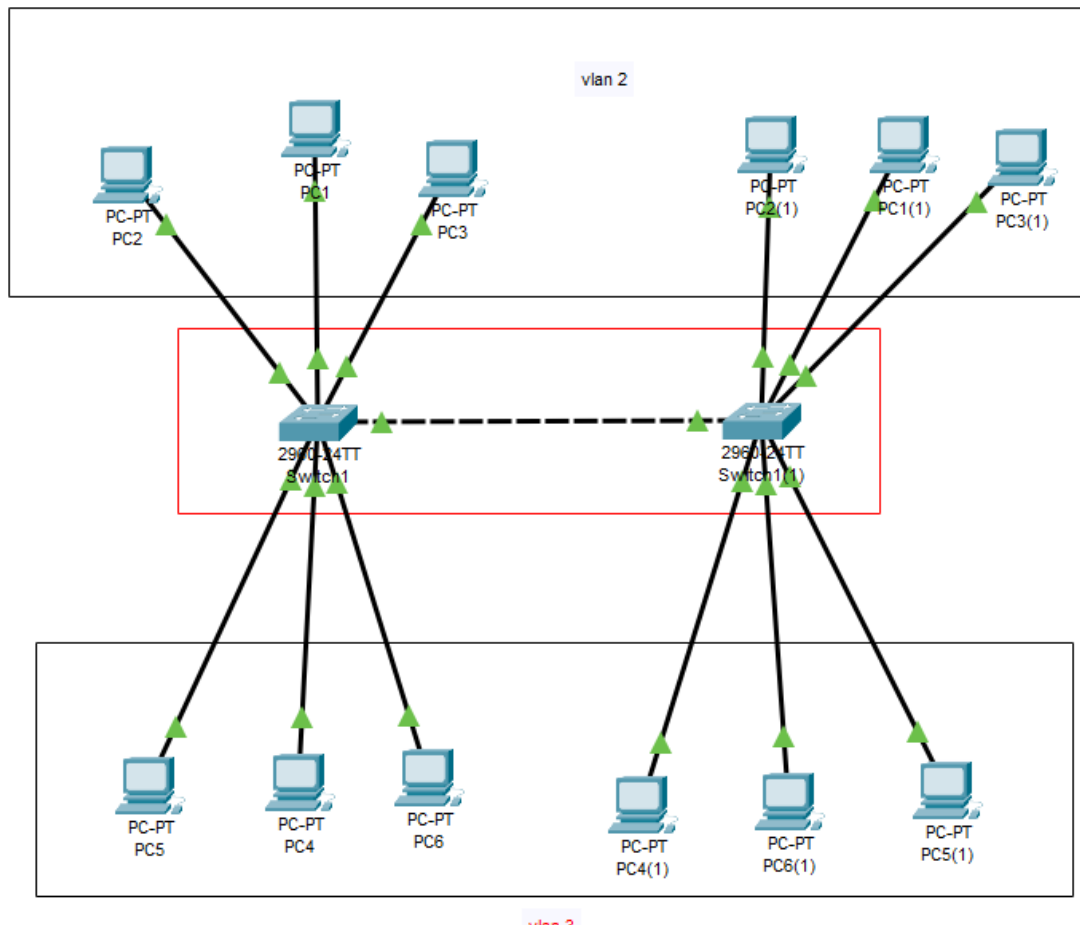 vlan 2
PC-PT
PC1
PC-PT
PC2
PC-PT
PC3
PC-PT
PC2(1)
PC-PT
PC1(1)
PC-PT
PC3(1)
2960-24TT
Switch1
2960-24TT
Switch1(1)
PC-PT
PC5
PC-PT
PC4
PC-PT
PC6
PC-PT
PC4(1)
PC-PT
PC6(1)
PC-PT
PC5(1)
vlan 3